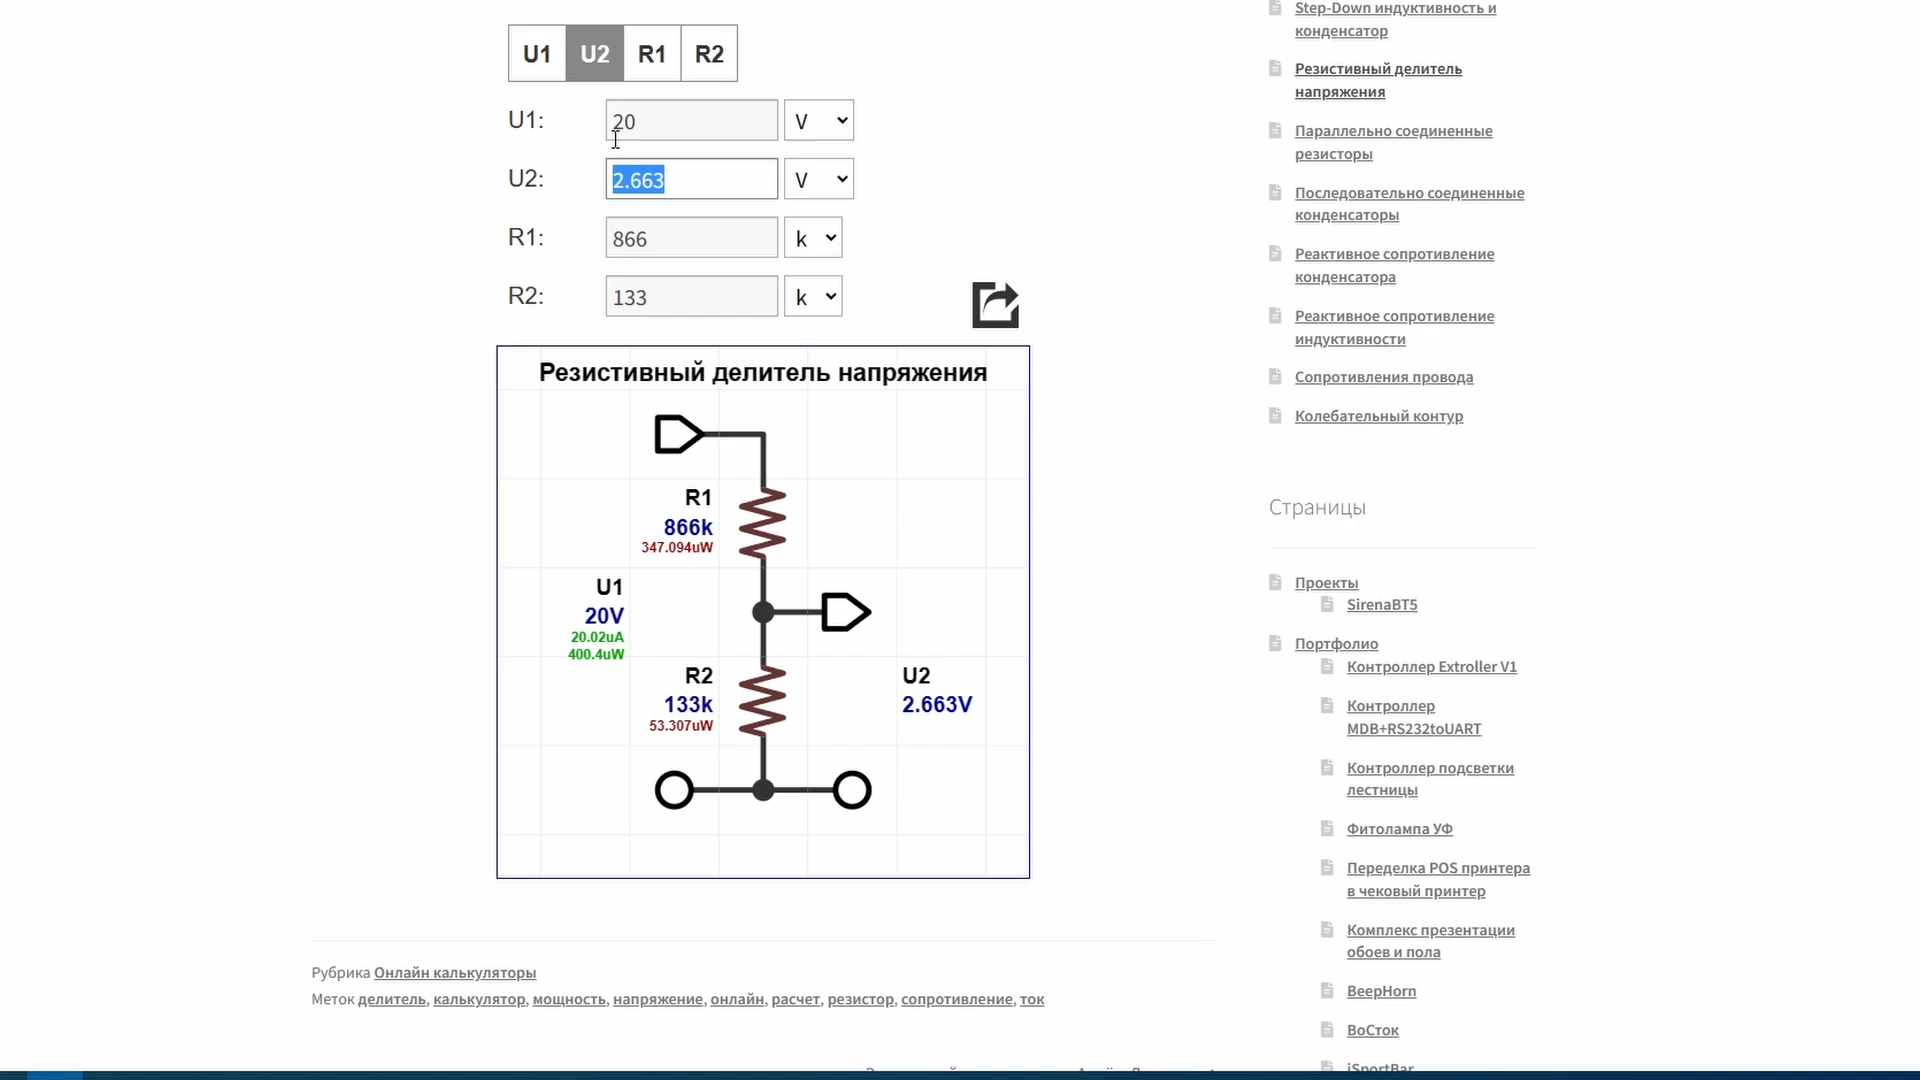 U1 U2 R1 R2
U1: 20 V
U2: 2.663 V
R1: 866 k
R2: 133 k
Резистивный делитель напряжения
R1
866k
347.094uW
U1
20V
20.02uA
400.4uW
R2
133k
53.307uW
U2
2.663V
Рубрика Онлайн калькуляторы
Меток делитель, калькулятор, мощность, напряжение, онлайн, расчет, резистор, сопротивление, ток
Step-Down индуктивность и
конденсатор
Резистивный делитель
напряжения
Параллельно соединенные
резисторы
Последовательно соединенные
конденсаторы
Реактивное сопротивление
конденсатора
Реактивное сопротивление
индуктивности
Сопротивления провода
Колебательный контур
Страницы
Проекты
SirenaBT5
Портфолио
Контроллер Extroller V1
Контроллер
MDB+RS232toUART
Контроллер подсветки
лестницы
Фитолампа УФ
Переделка POS принтера
в чековый принтер
Комплекс презентации
обоев и пола
BeepHorn
ВоСток
iSportBar